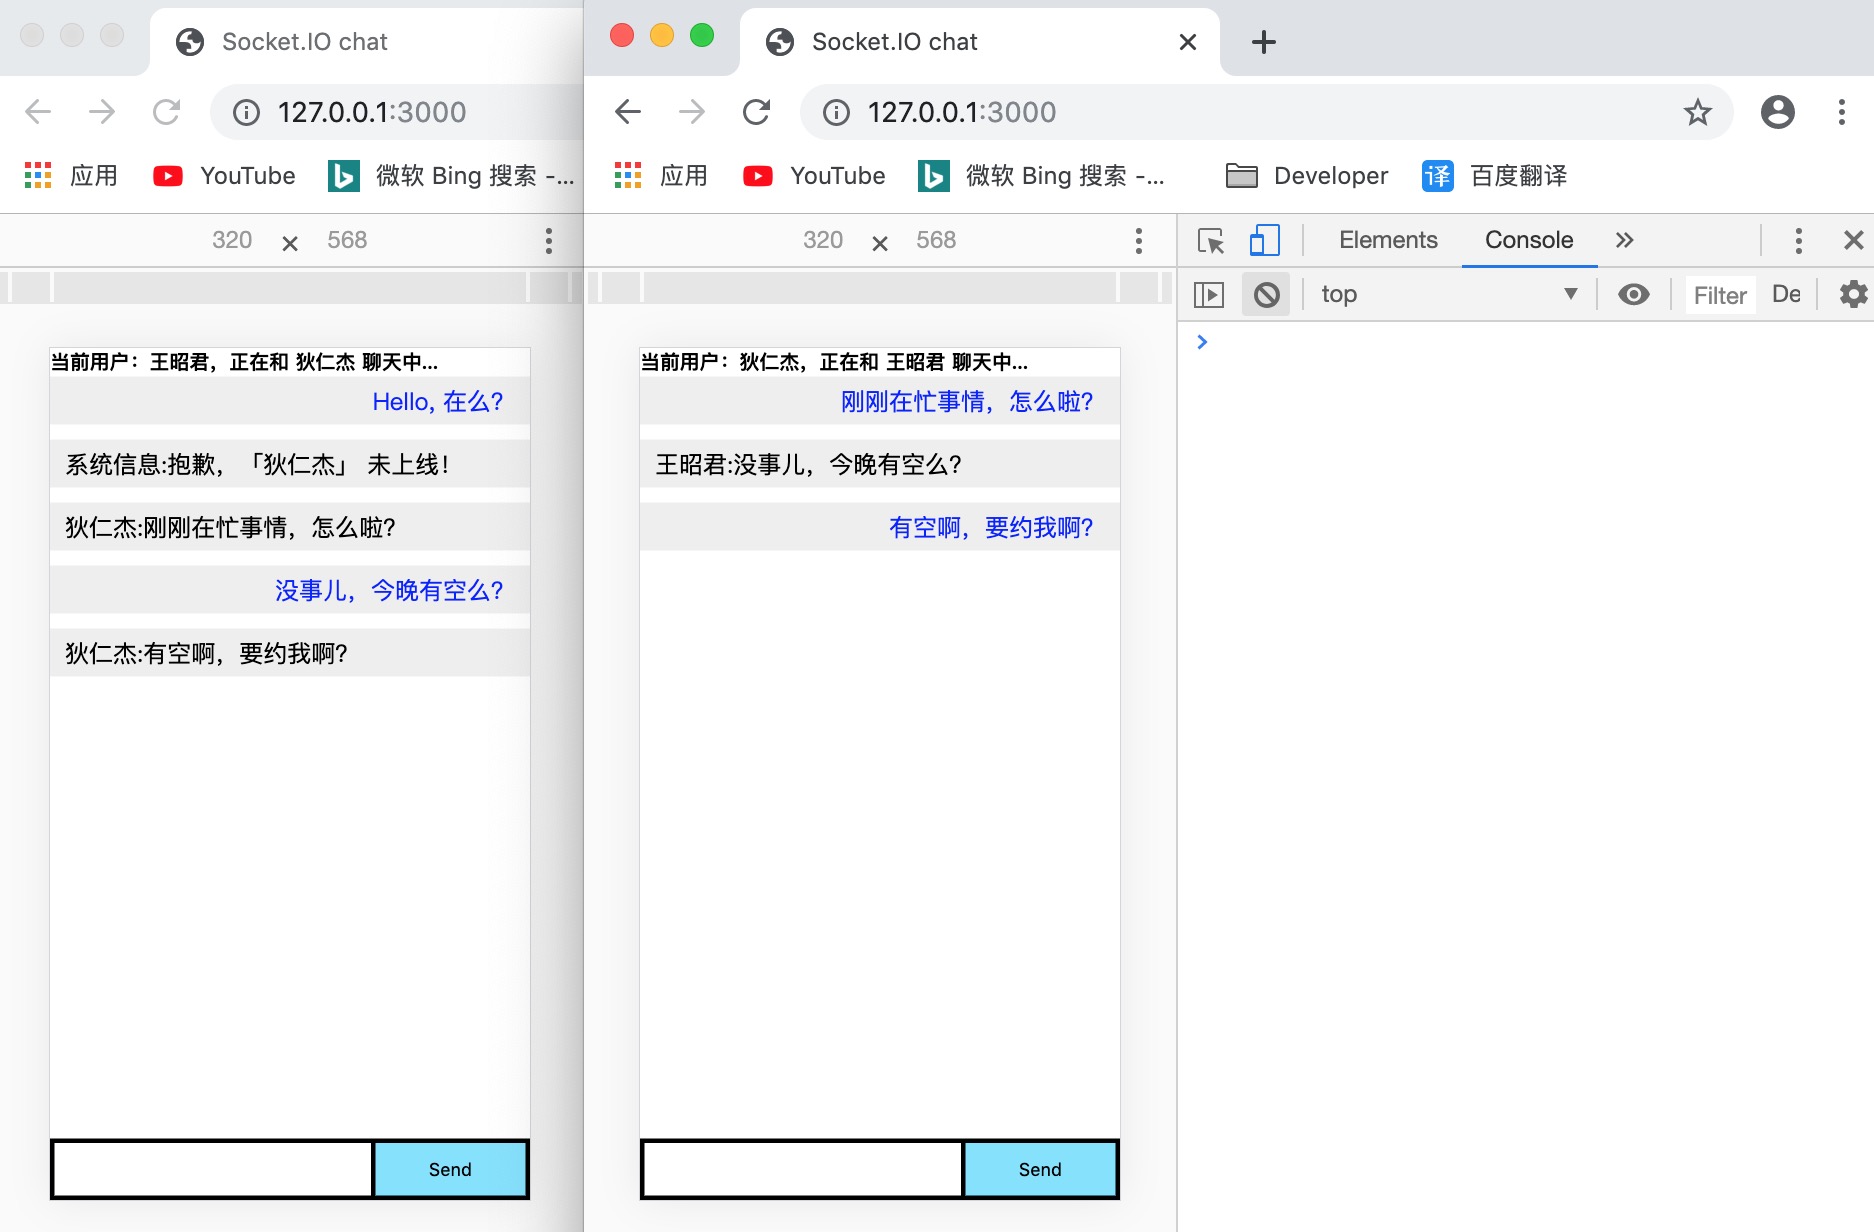 Socket.IO chat
127.0.0.1:3000
应用 YouTube 微软 Bing 搜索 -...
320 × 568
当前用户：王昭君，正在和 狄仁杰 聊天中...
Hello, 在么?
系统信息:抱歉，「狄仁杰」 未上线！
狄仁杰:刚刚在忙事情，怎么啦?
没事儿，今晚有空么?
狄仁杰:有空啊，要约我啊?
Send
Socket.IO chat
127.0.0.1:3000
应用 YouTube 微软 Bing 搜索 -... Developer 译 百度翻译
320 × 568
当前用户：狄仁杰，正在和 王昭君 聊天中...
刚刚在忙事情，怎么啦?
王昭君:没事儿，今晚有空么?
有空啊，要约我啊?
Send
Elements Console
top Filter De